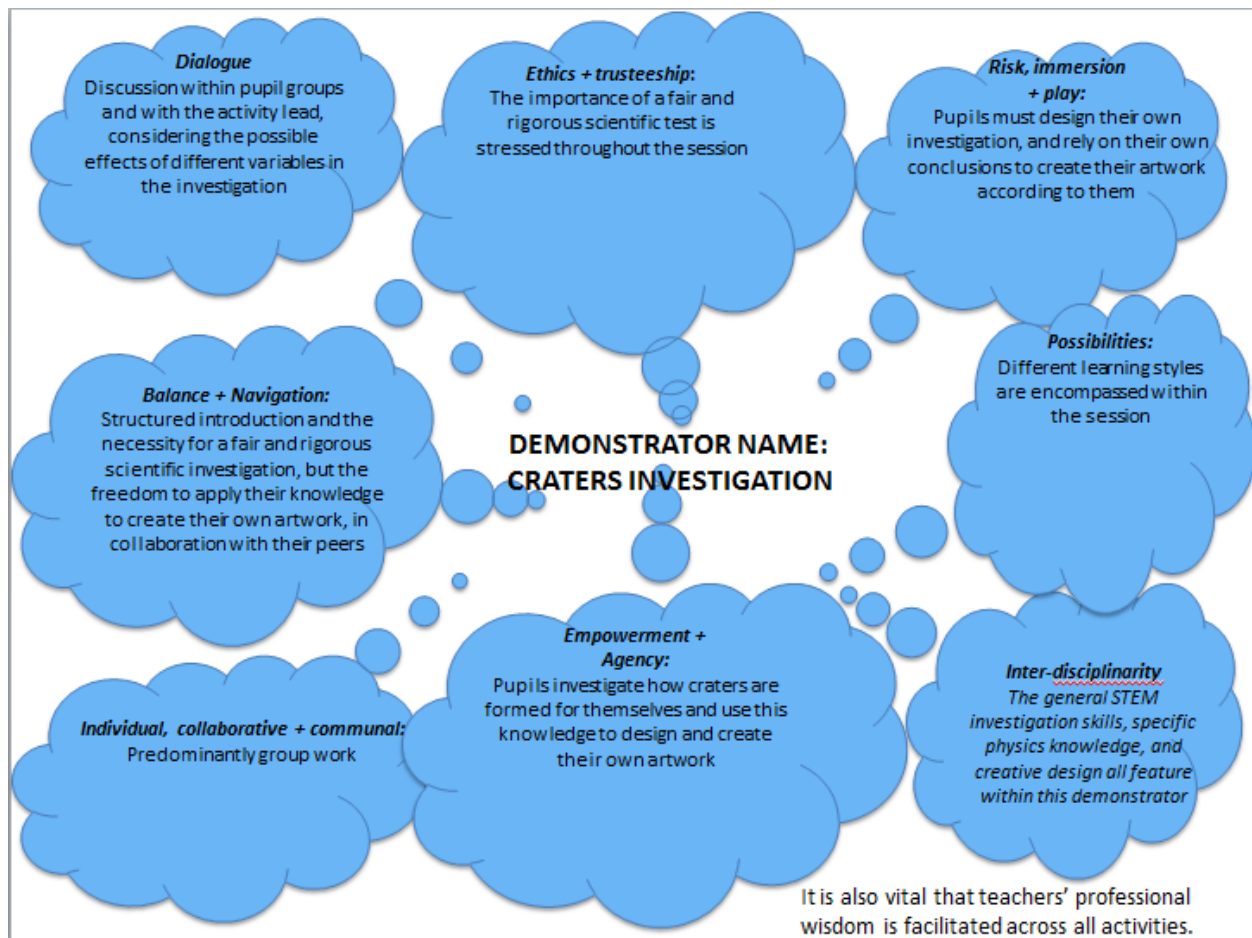 Dialogue
Discussion within pupil groups
and with the activity lead,
considering the possible
effects of different variables in
the investigation
Ethics + trusteeship:
The importance of a fair and
rigorous scientific test is
stressed throughout the session
Risk, immersion
+ play:
Pupils must design their own
investigation, and rely on their own
conclusions to create their artwork
according to them
Balance + Navigation:
Structured introduction and the
necessity for a fair and rigorous
scientific investigation, but the
freedom to apply their knowledge
to create their own artwork, in
collaboration with their peers
DEMONSTRATOR NAME:
CRATERS INVESTIGATION
Possibilities:
Different learning styles
are encompassed within
the session
Individual, collaborative + communal:
Predominantly group work
Empowerment +
Agency:
Pupils investigate how craters are
formed for themselves and use this
knowledge to design and create
their own artwork
Inter-disciplinarity
The general STEM
investigation skills, specific
physics knowledge, and
creative design all feature
within this demonstrator
It is also vital that teachers’ professional
wisdom is facilitated across all activities.